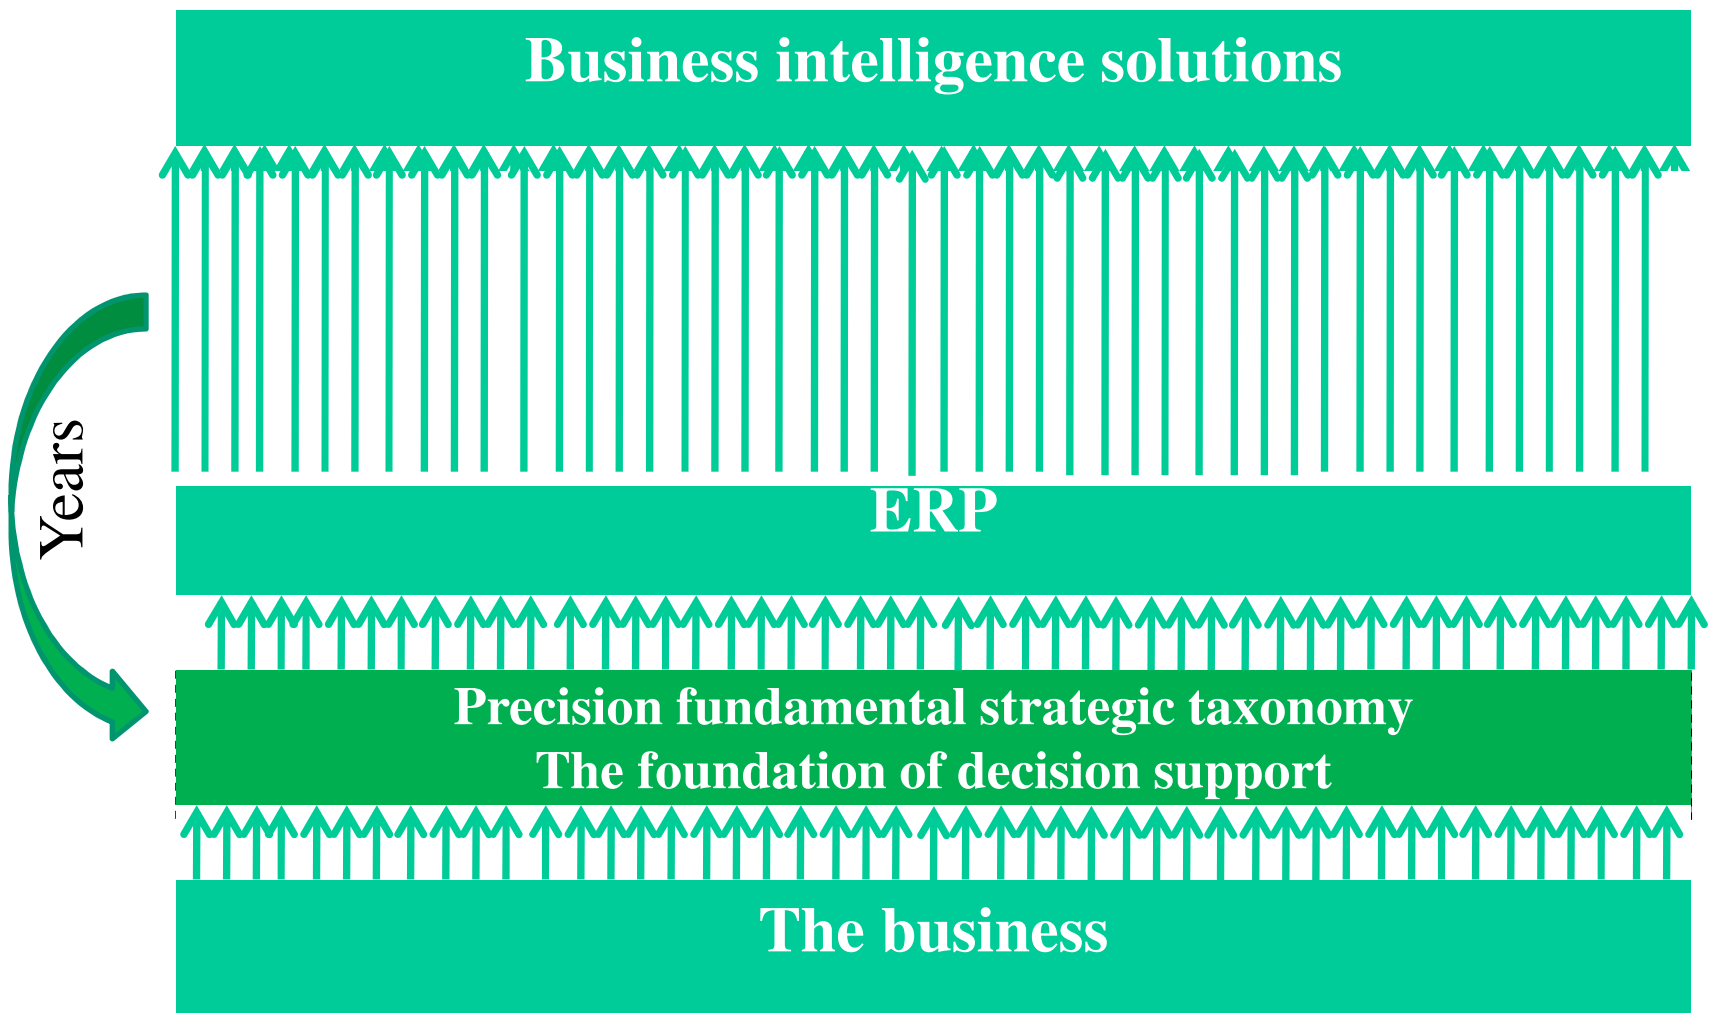 Business intelligence solutions
Years
ERP
Precision fundamental strategic taxonomy
The foundation of decision support
The business